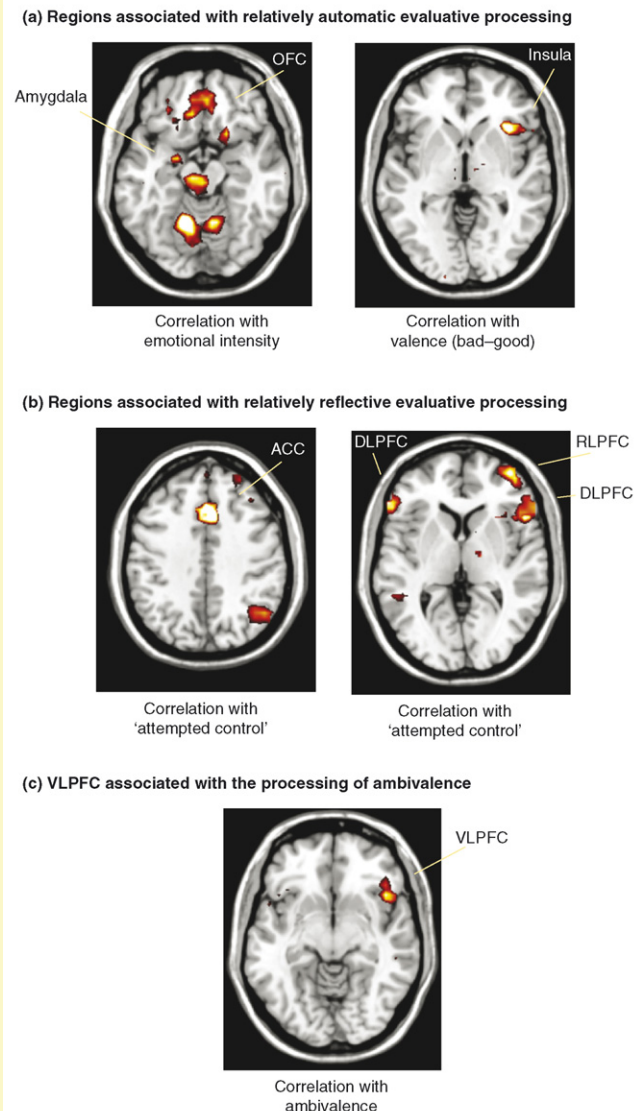 (a) Regions associated with relatively automatic evaluative processing
OFC
Insula
Amygdala
Correlation with
emotional intensity
Correlation with
valence (bad–good)
(b) Regions associated with relatively reflective evaluative processing
ACC
DLPFC
RLPFC
DLPFC
Correlation with
‘attempted control’
Correlation with
‘attempted control’
(c) VLPFC associated with the processing of ambivalence
VLPFC
Correlation with
ambivalence